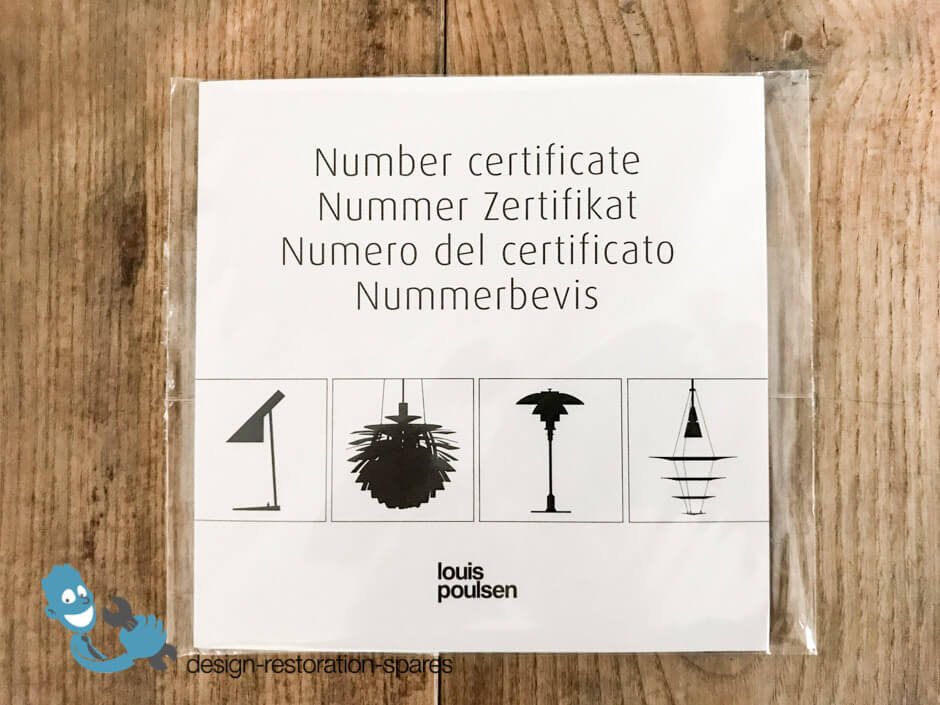 Number certificate
Nummer Zertifikat
Numero del certificato
Nummerbevis
louis
poulsen
design-restoration-spares